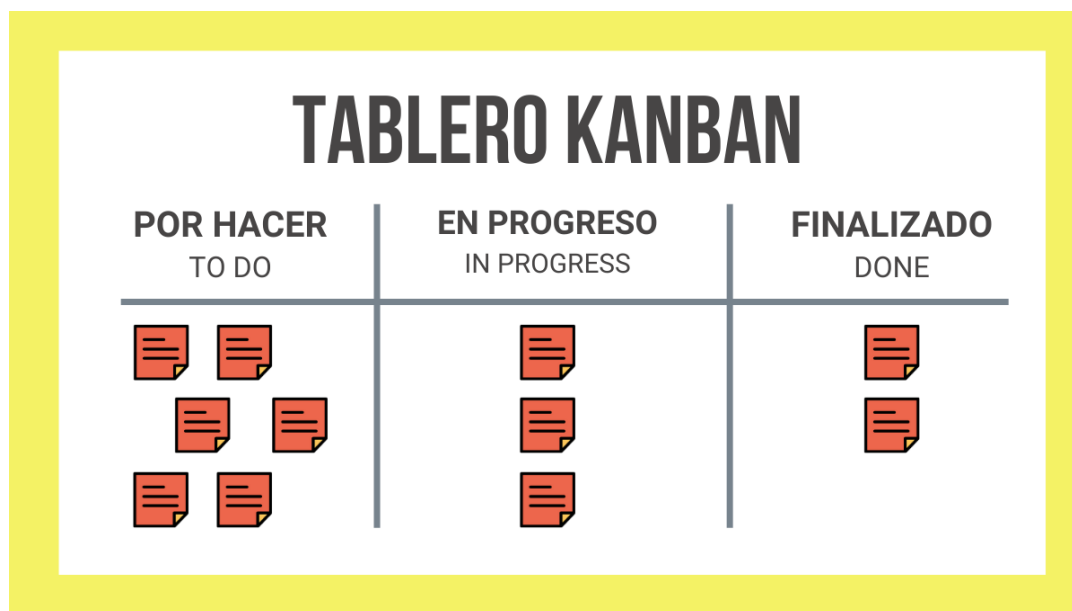 TABLERO KANBAN
POR HACER
TO DO
EN PROGRESO
IN PROGRESS
FINALIZADO
DONE